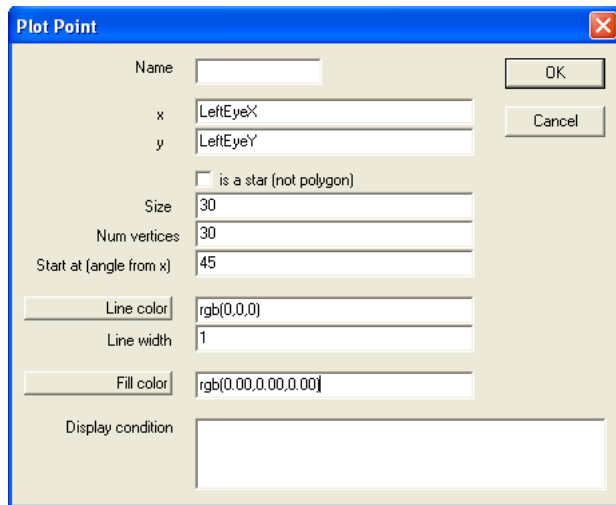 Plot Point
Name
OK
x LeftEyeX
Cancel
y LeftEyeY
is a star (not polygon)
Size 30
Num vertices 30
Start at (angle from x) 45
Line color rgb(0,0,0)
Line width 1
Fill color rgb(0.00,0.00,0.00)
Display condition